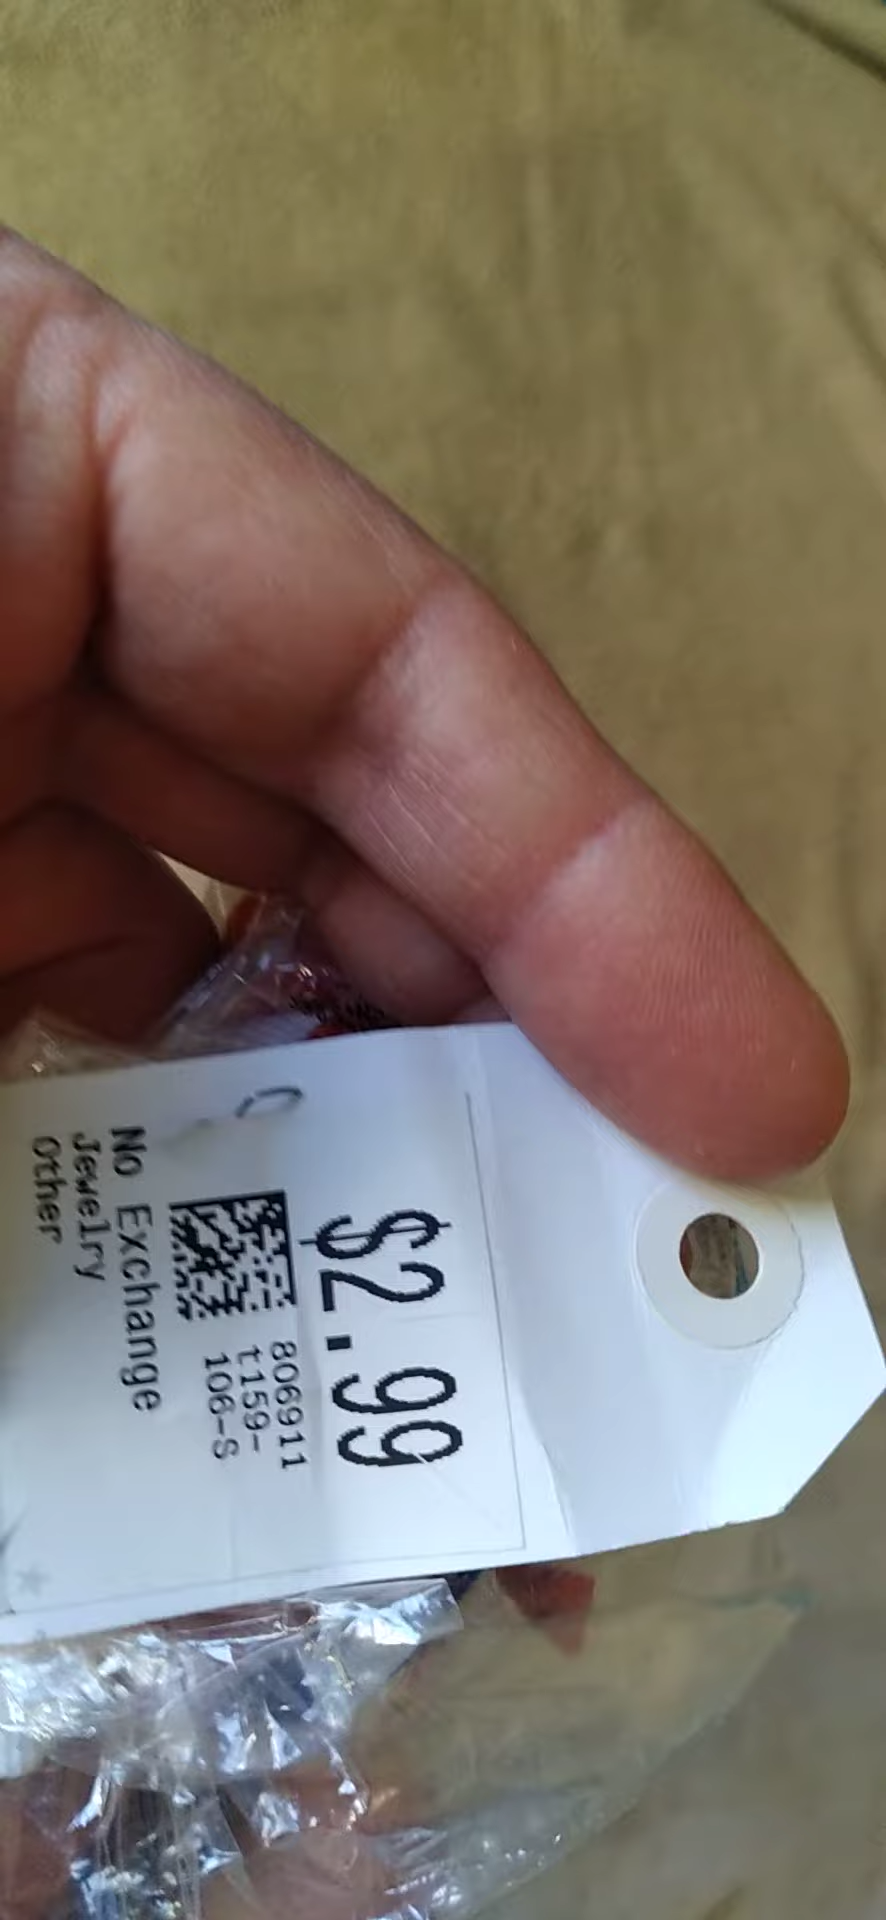 $2.99
806911
t159-
106-S
No Exchange
Jewelry
Other